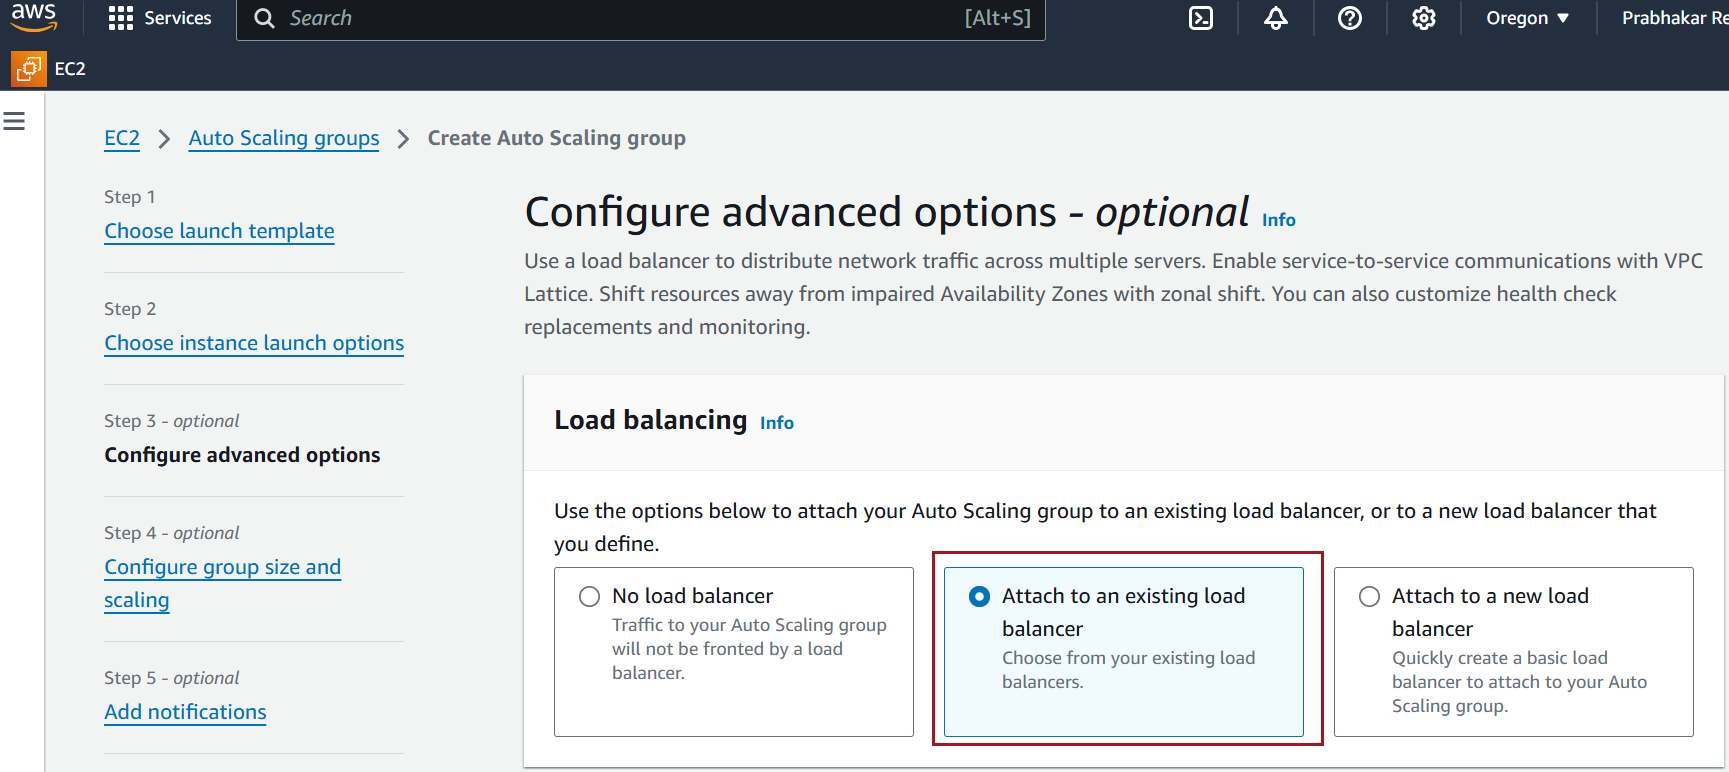 aws
Services
Search
[Alt+S]
Oregon
Prabhakar Re
EC2
EC2
Auto Scaling groups
Create Auto Scaling group
Step 1
Choose launch template
Step 2
Choose instance launch options
Step 3 - optional
Configure advanced options
Step 4 - optional
Configure group size and
scaling
Step 5 - optional
Add notifications
Configure advanced options - optional Info
Use a load balancer to distribute network traffic across multiple servers. Enable service-to-service communications with VPC
Lattice. Shift resources away from impaired Availability Zones with zonal shift. You can also customize health check
replacements and monitoring.
Load balancing Info
Use the options below to attach your Auto Scaling group to an existing load balancer, or to a new load balancer that
you define.
No load balancer
Traffic to your Auto Scaling group
will not be fronted by a load
balancer.
Attach to an existing load
balancer
Choose from your existing load
balancers.
Attach to a new load
balancer
Quickly create a basic load
balancer to attach to your Auto
Scaling group.